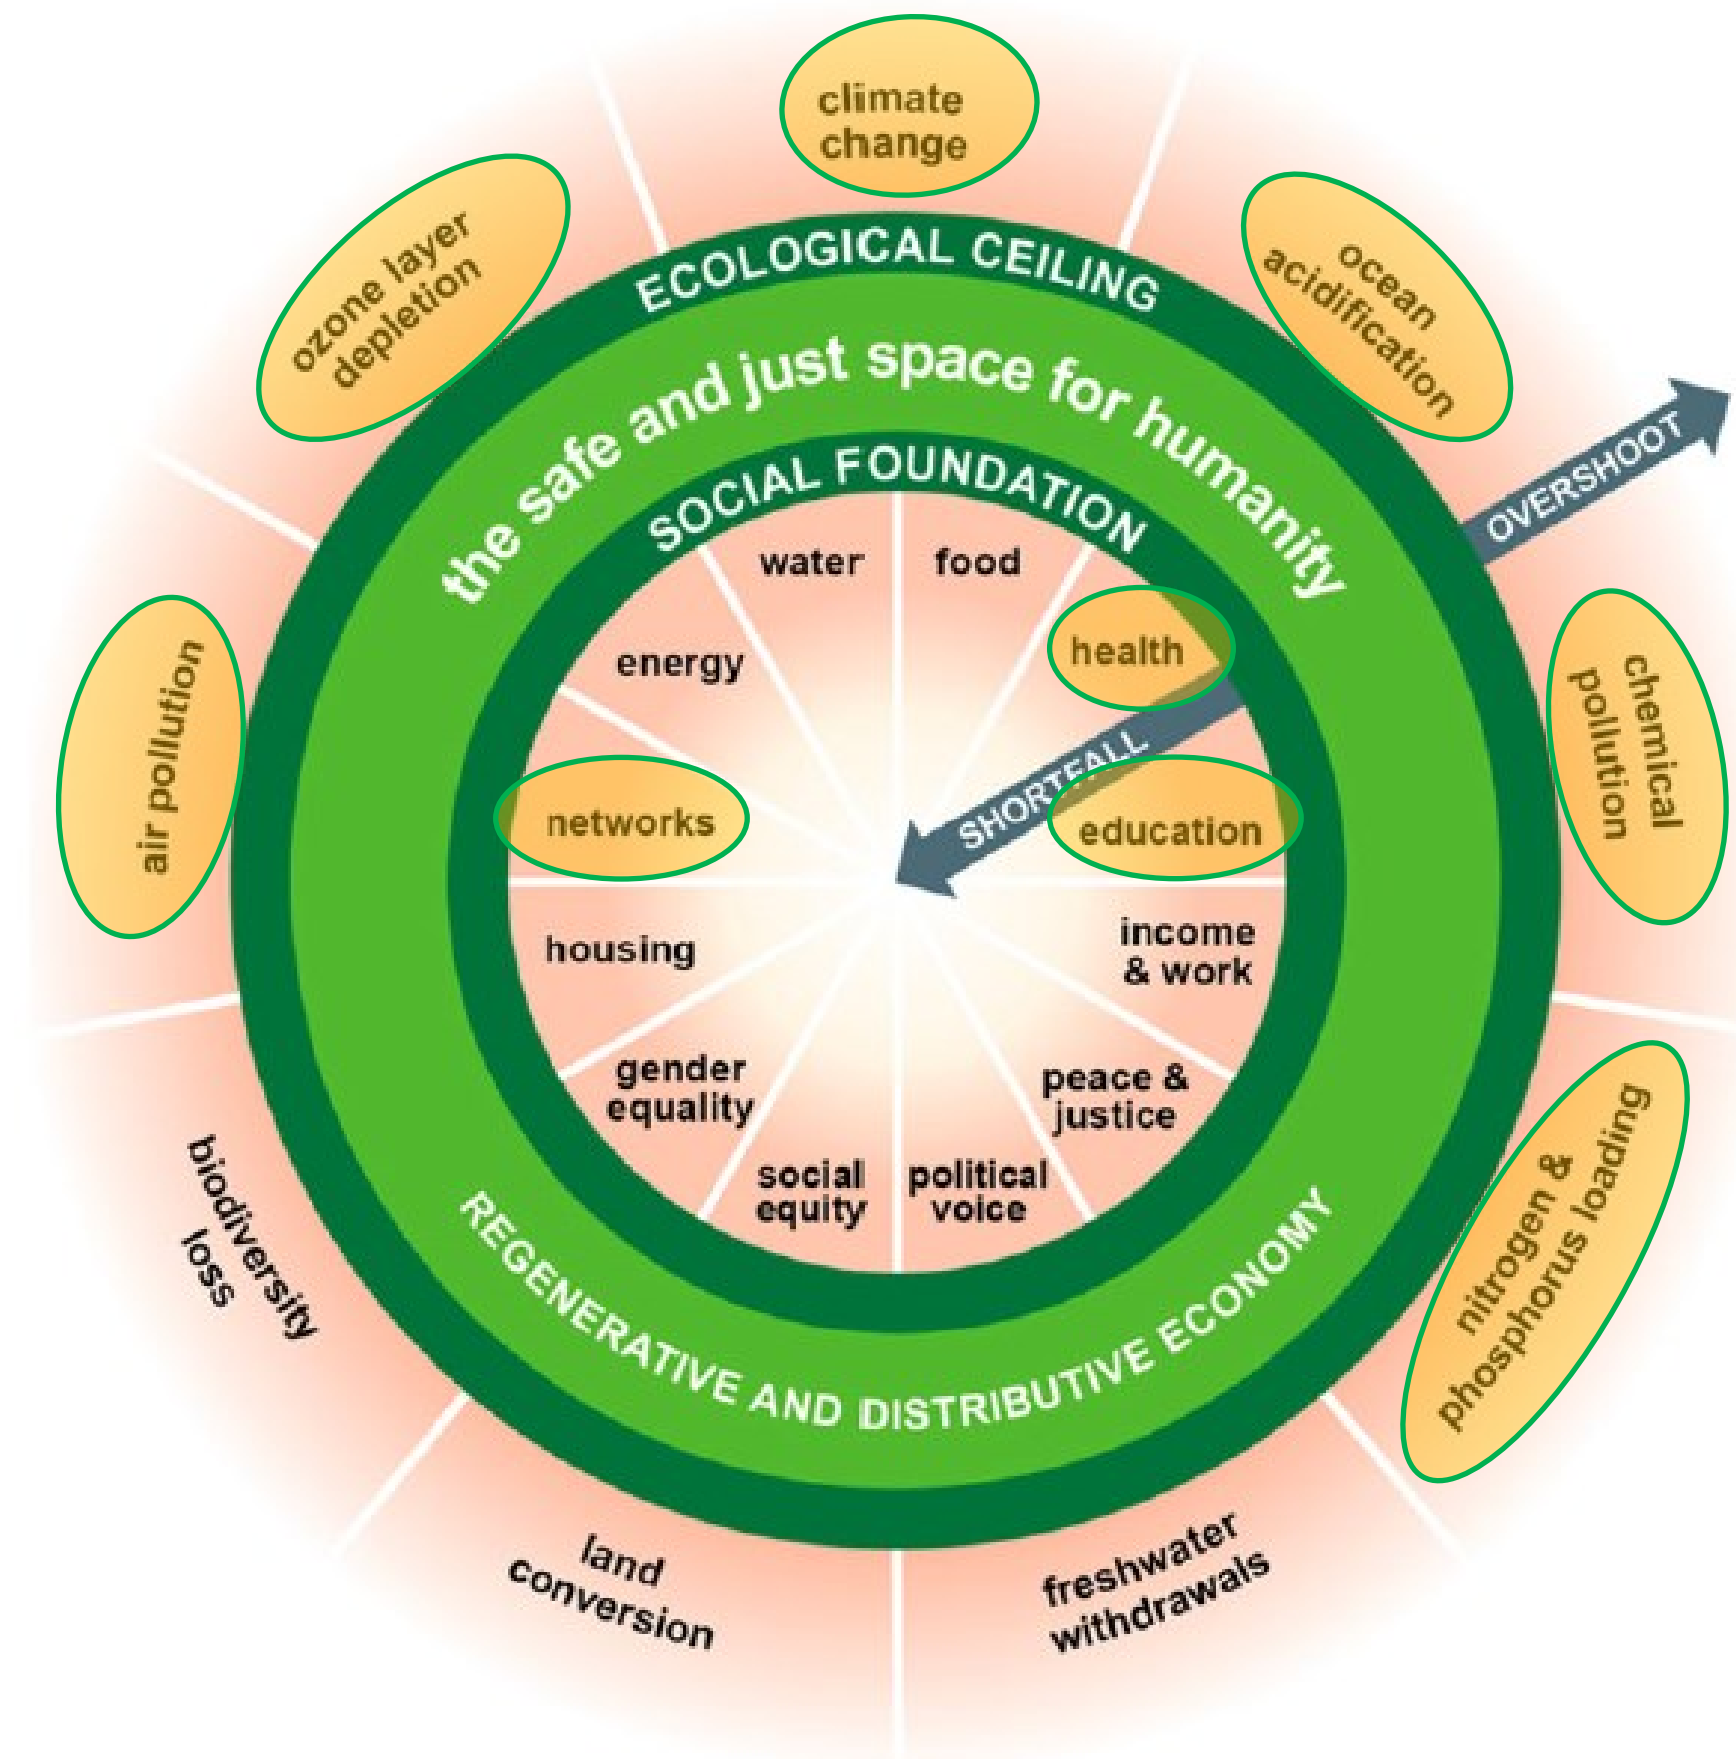 climate
change
ozone layer
depletion
ocean
acidification
ECOLOGICAL CEILING
the safe and just space for humanity
OVERSHOOT
SOCIAL FOUNDATION
water
food
energy
health
air pollution
chemical
pollution
networks
SHORTFALL
education
housing
income
& work
gender
equality
peace &
justice
social
equity
political
voice
biodiversity
loss
nitrogen &
phosphorus loading
REGENERATIVE AND DISTRIBUTIVE ECONOMY
land
conversion
freshwater
withdrawals